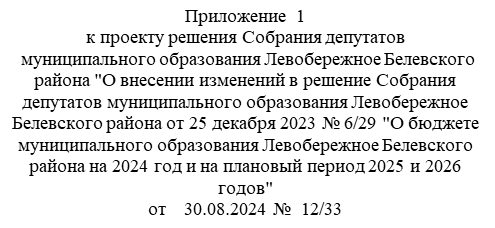 Приложение 1
к проекту решения Собрания депутатов
муниципального образования Левобережное Белевского
района "О внесении изменений в решение Собрания
депутатов муниципального образования Левобережное
Белевского района от 25 декабря 2023 № 6/29 "О бюджете
муниципального образования Левобережное Белевского
района на 2024 год и на плановый период 2025 и 2026
годов"
от 30.08.2024 № 12/33